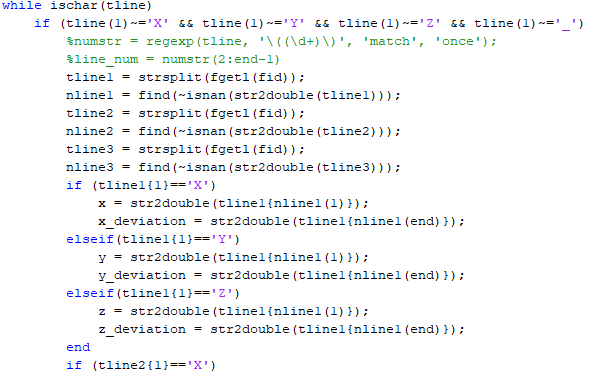 while ischar(tline)
    if (tline(1)~='X' && tline(1)~='Y' && tline(1)~='Z' && tline(1)~='_')
        %numstr = regexp(tline, '\((\d+)\)', 'match', 'once');
        %line_num = numstr(2:end-1)
        tline1 = strsplit(fgetl(fid));
        nline1 = find(~isnan(str2double(tline1)));
        tline2 = strsplit(fgetl(fid));
        nline2 = find(~isnan(str2double(tline2)));
        tline3 = strsplit(fgetl(fid));
        nline3 = find(~isnan(str2double(tline3)));
        if (tline1{1}=='X')
            x = str2double(tline1{nline1(1)});
            x_deviation = str2double(tline1{nline1(end)});
        elseif(tline1{1}=='Y')
            y = str2double(tline1{nline1(1)});
            y_deviation = str2double(tline1{nline1(end)});
        elseif(tline1{1}=='Z')
            z = str2double(tline1{nline1(1)});
            z_deviation = str2double(tline1{nline1(end)});
        end
        if (tline2{1}=='X')